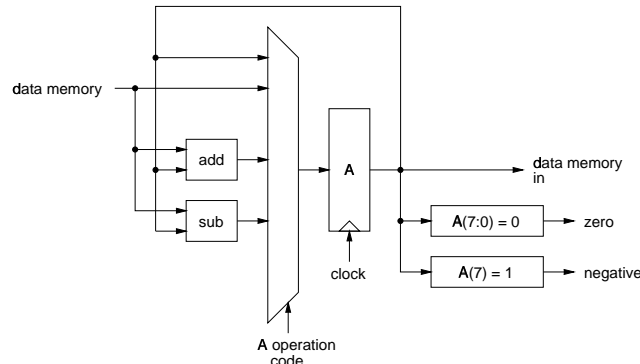 data memory
add
sub
A
clock
A operation
code
data memory
in
A(7:0) = 0
zero
A(7) = 1
negative